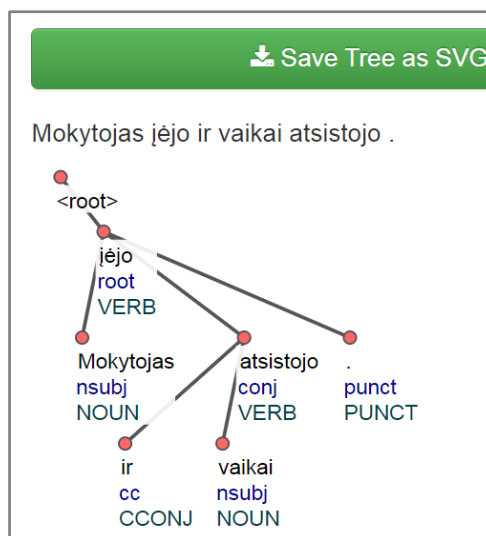 Save Tree as SVG
Mokytojas įėjo ir vaikai atsistojo .
<root>
įėjo
root
VERB
Mokytojas atsistojo .
nsubj conj punct
NOUN VERB PUNCT
ir vaikai
cc nsubj
CCONJ NOUN